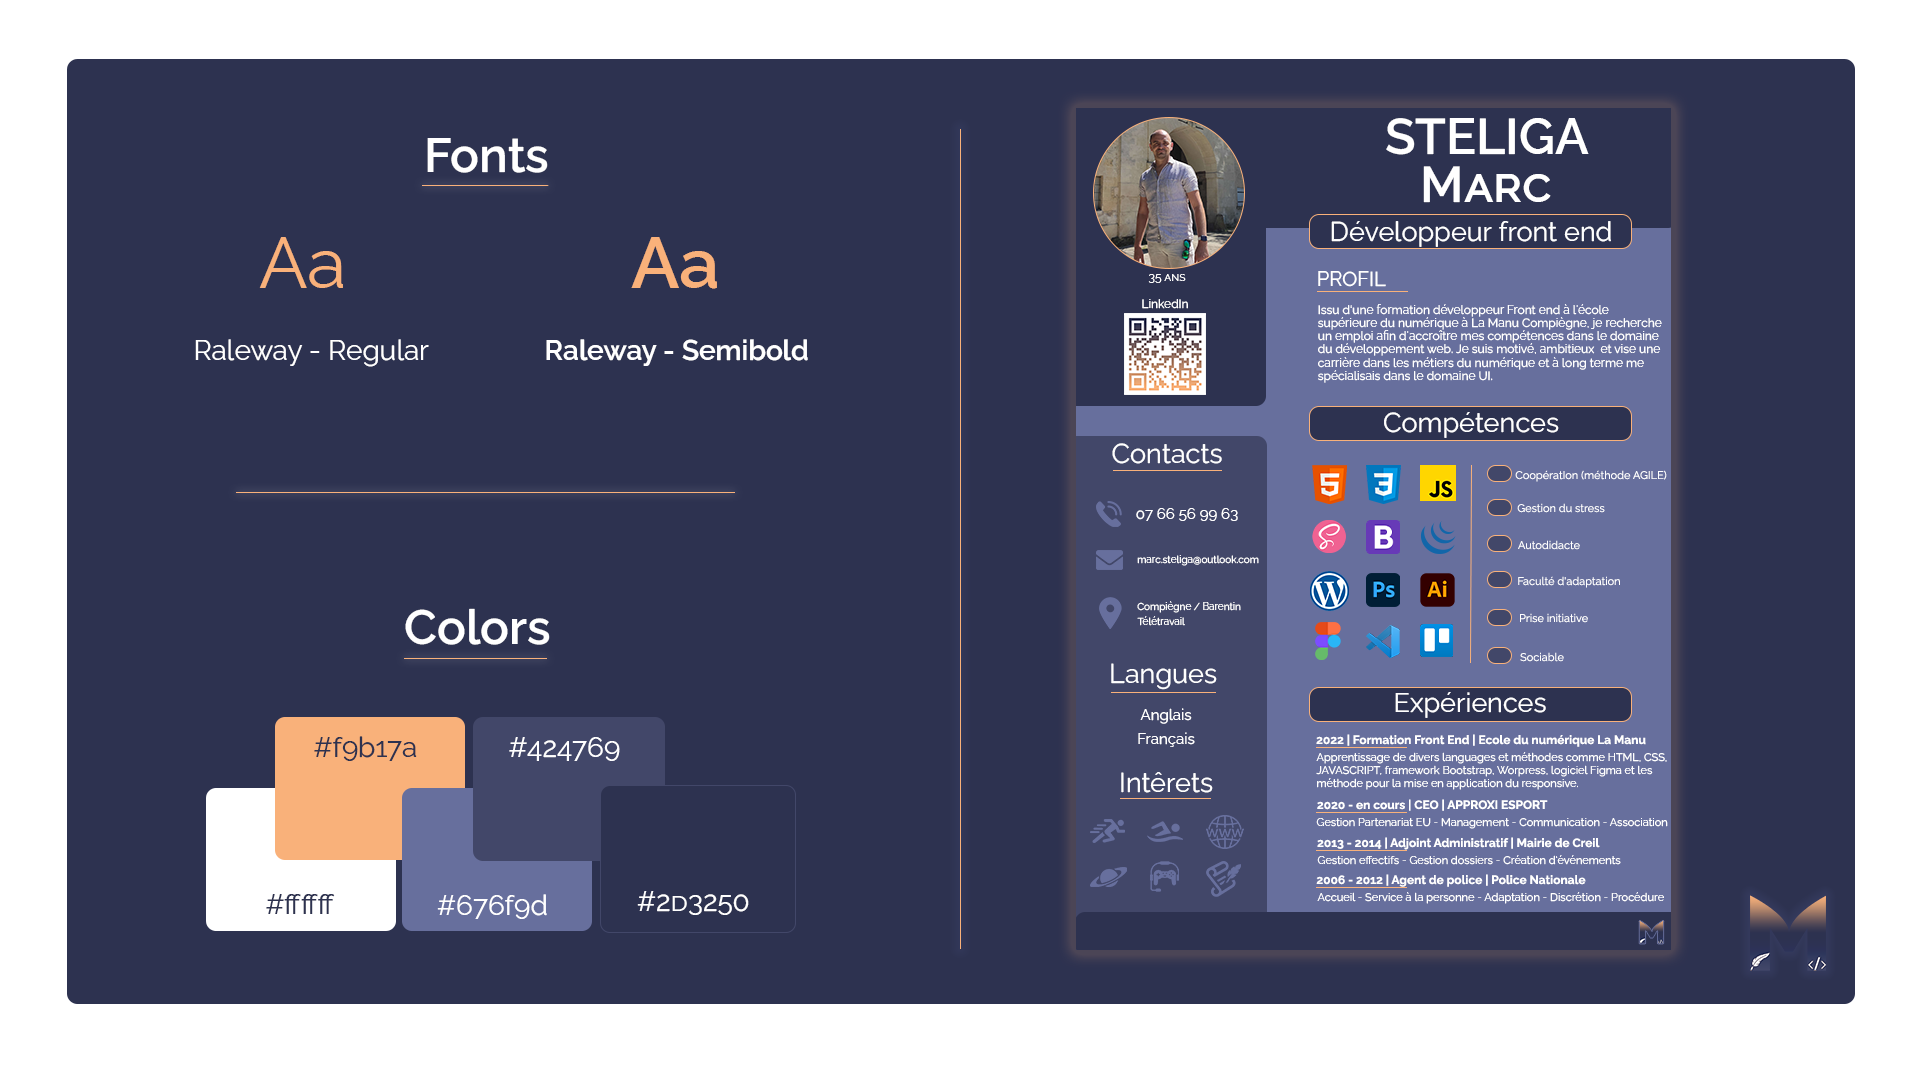 Fonts
Aa
Aa
Raleway - Regular
Raleway - Semibold
Colors
#f9b17a
#424769
#ffffff
#676f9d
#2D3250
STELIGA
MARC
Développeur front end
35 ANS
LinkedIn
PROFIL
Issu d'une formation développeur Front end à l'école
supérieure du numérique à La Manu Compiègne, je recherche
un emploi afin d'accroître mes compétences dans le domaine
du développement web. Je suis motivé, ambitieux et vise une
carrière dans les métiers du numérique et à long terme me
spécialisais dans le domaine UI.
Contacts
07 66 56 99 63
marc.steliga@outlook.com
Compiègne / Barentin
Télétravail
Langues
Anglais
Français
Intêrets
WWW
Compétences
5
3
JS
S
B
W
Ps
Ai
Coopération (méthode AGILE)
Gestion du stress
Autodidacte
Faculté d'adaptation
Prise initiative
Sociable
Expériences
2022 | Formation Front End | Ecole du numérique La Manu
Apprentissage de divers languages et méthodes comme HTML, CSS,
JAVASCRIPT, framework Bootstrap, Worpress, logiciel Figma et les
méthode pour la mise en application du responsive.
2020 - en cours | CEO | APPROXI ESPORT
Gestion Partenariat EU - Management - Communication - Association
2013 - 2014 | Adjoint Administratif | Mairie de Creil
Gestion effectifs - Gestion dossiers - Création d'événements
2006 - 2012 | Agent de police | Police Nationale
Accueil - Service à la personne - Adaptation - Discrétion - Procédure
M
M
</>